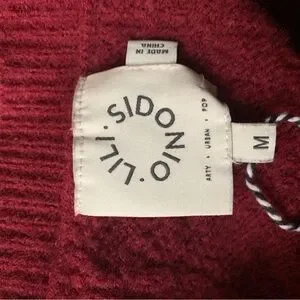 MADE IN
CHINA
LILI·SIDONIO·
ARTY · URBAN · POP
M